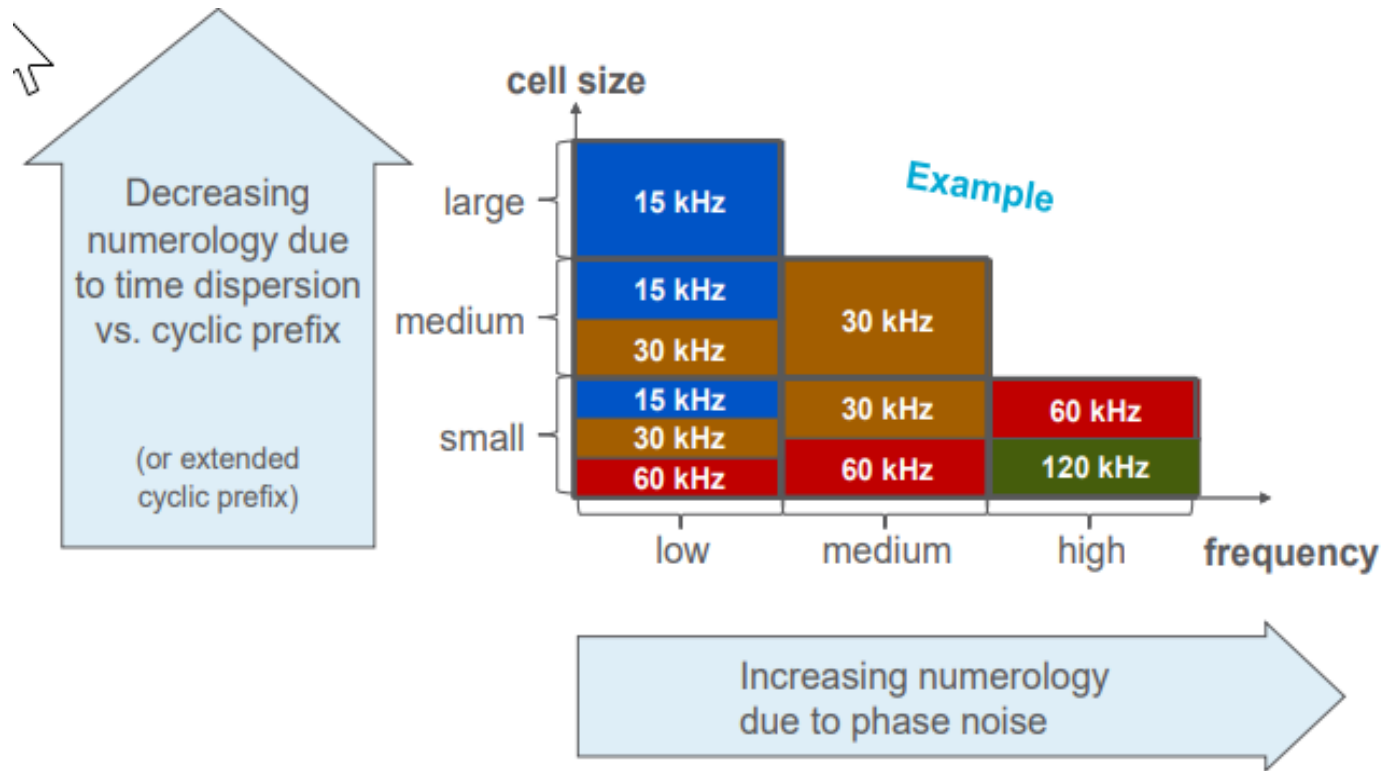 cell size
Example
Decreasing
numerology due
to time dispersion
vs. cyclic prefix
(or extended
cyclic prefix)
large
15 kHz
medium
15 kHz
30 kHz
30 kHz
small
15 kHz
30 kHz
60 kHz
30 kHz
60 kHz
60 kHz
120 kHz
low
medium
high
frequency
Increasing numerology
due to phase noise